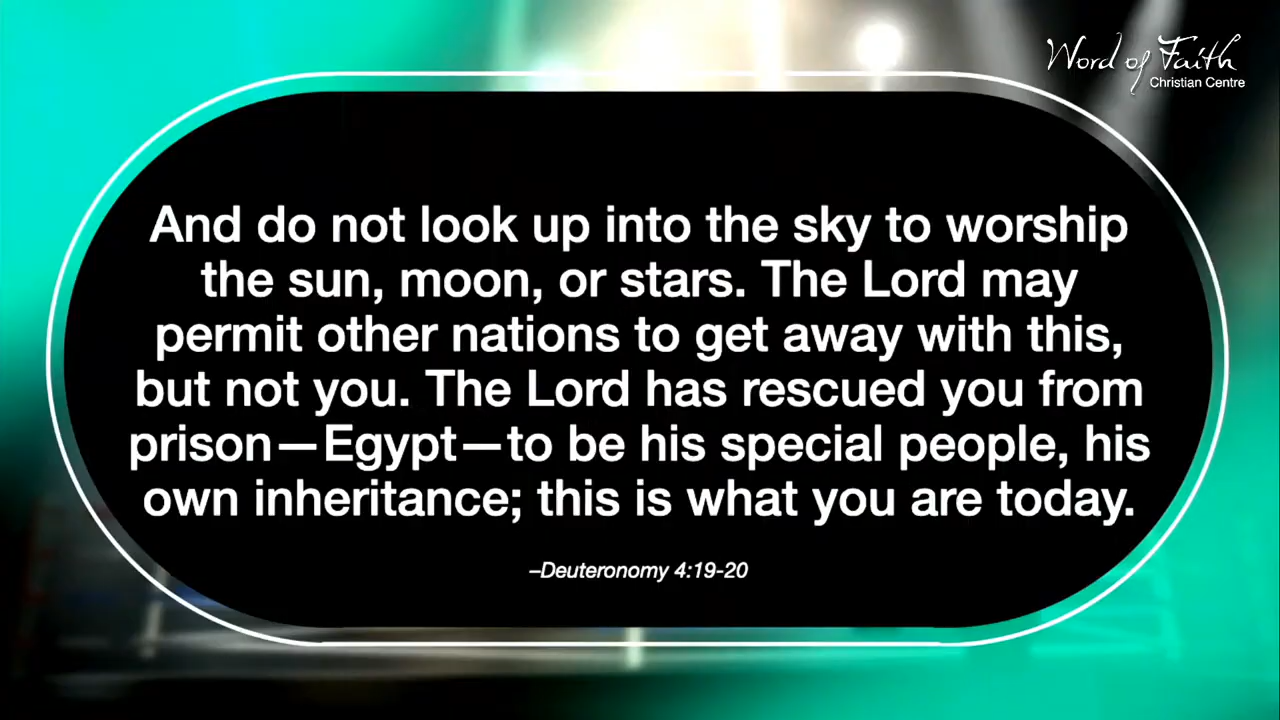 Word of Faith
Christian Centre
And do not look up into the sky to worship
the sun, moon, or stars. The Lord may
permit other nations to get away with this,
but not you. The Lord has rescued you from
prison—Egypt—to be his special people, his
own inheritance; this is what you are today.
–Deuteronomy 4:19-20